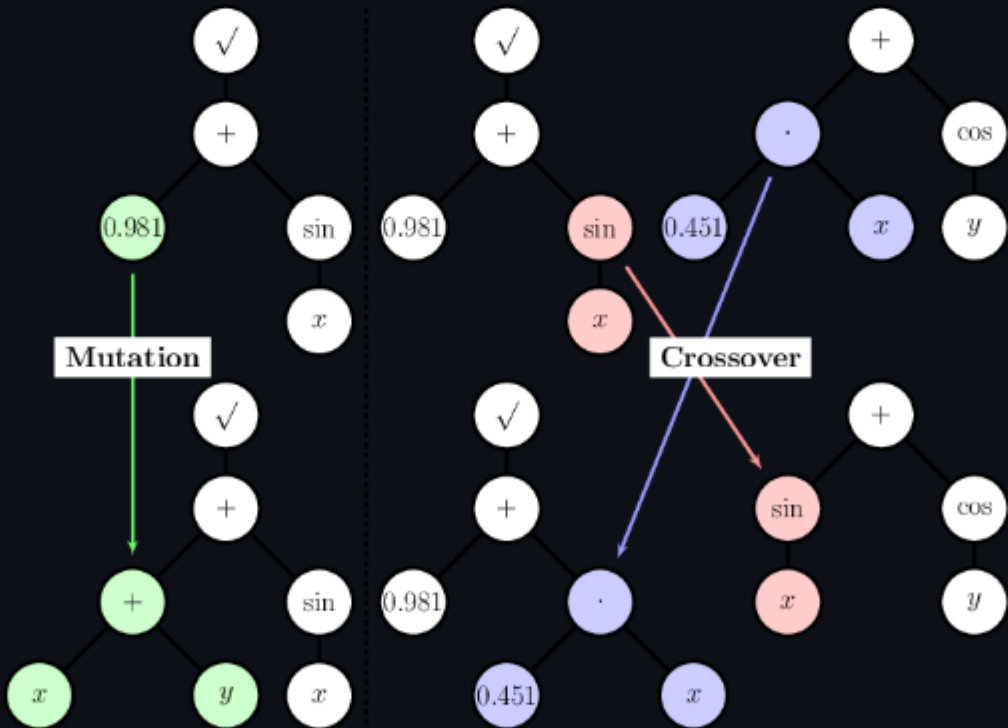 √ √ +
+ + · cos
0.981 sin 0.981 sin 0.451 x y
x x
Mutation Crossover
√ √ +
+ + sin cos
+ sin 0.981 · x y
x y x 0.451 x